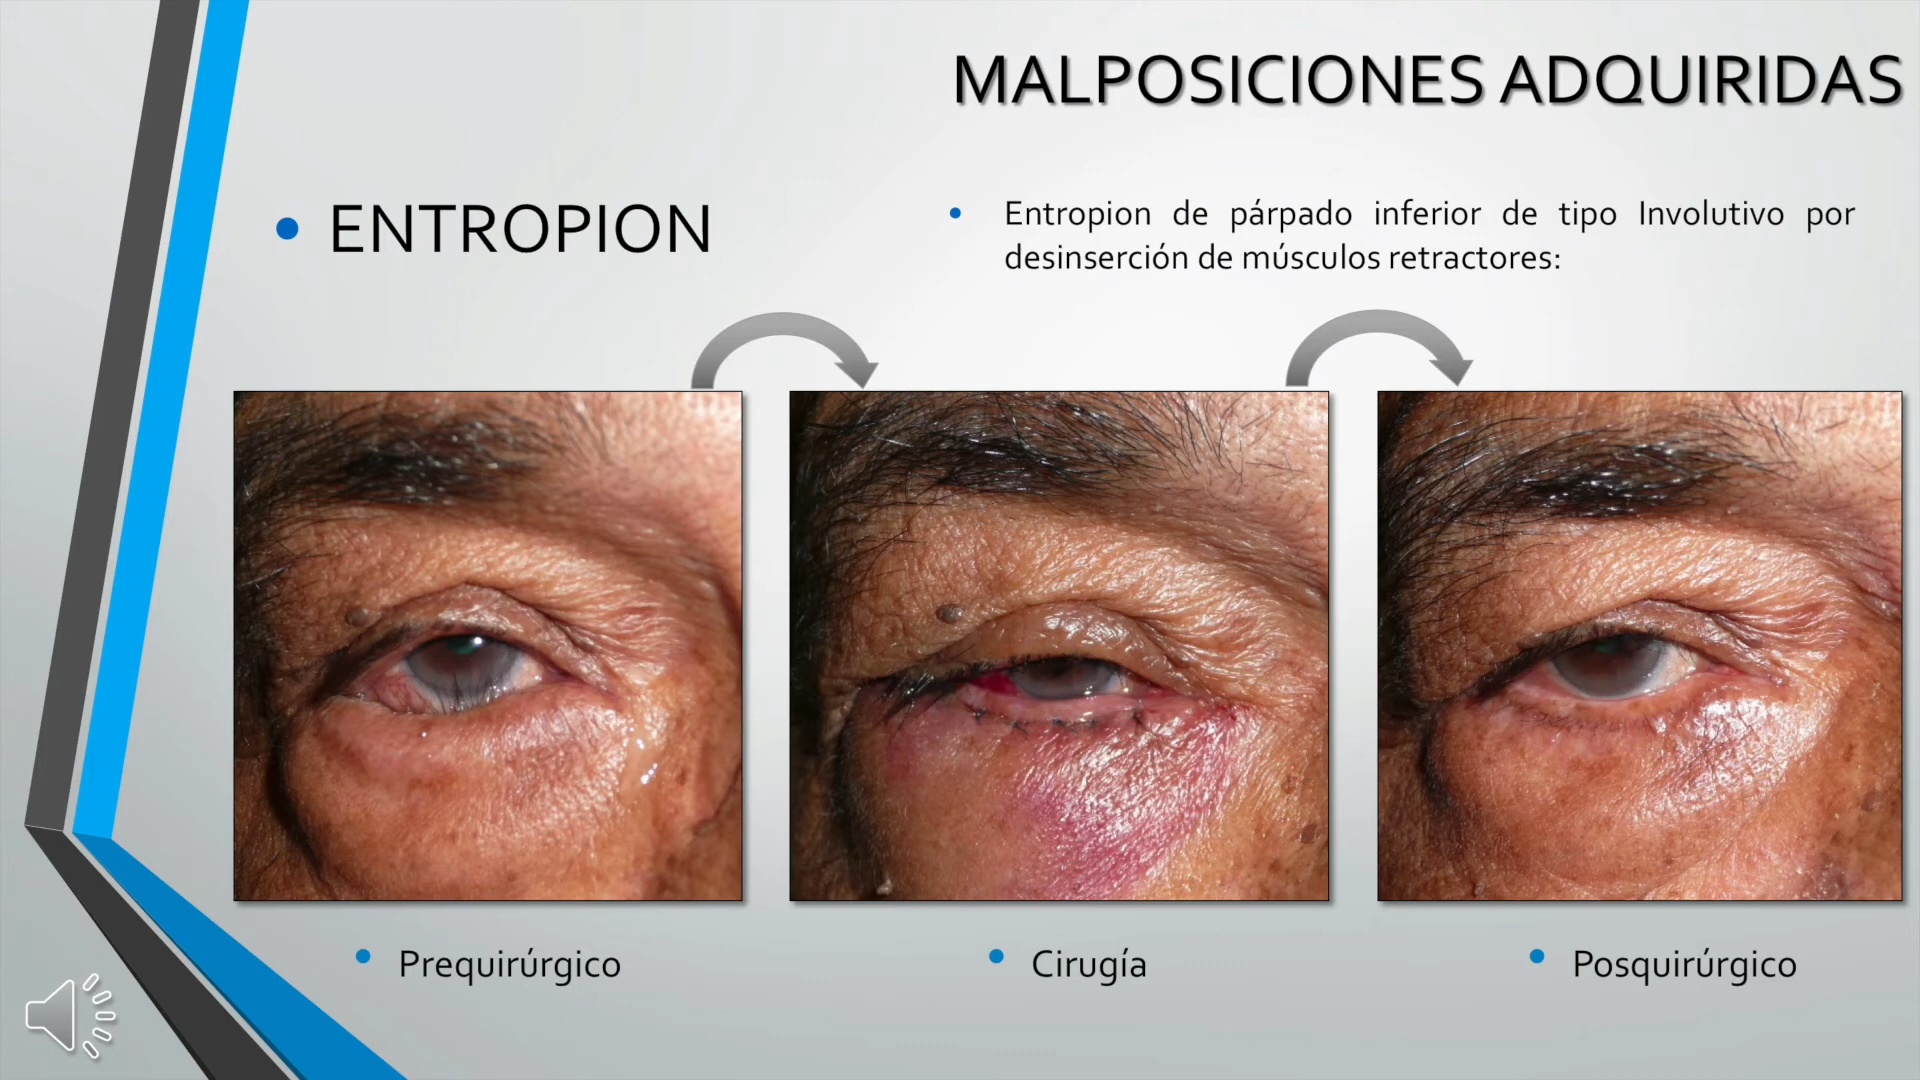 MALPOSICIONES ADQUIRIDAS
• ENTROPION
• Entropion de párpado inferior de tipo Involutivo por
desinserción de músculos retractores:
• Prequirúrgico
• Cirugía
• Posquirúrgico